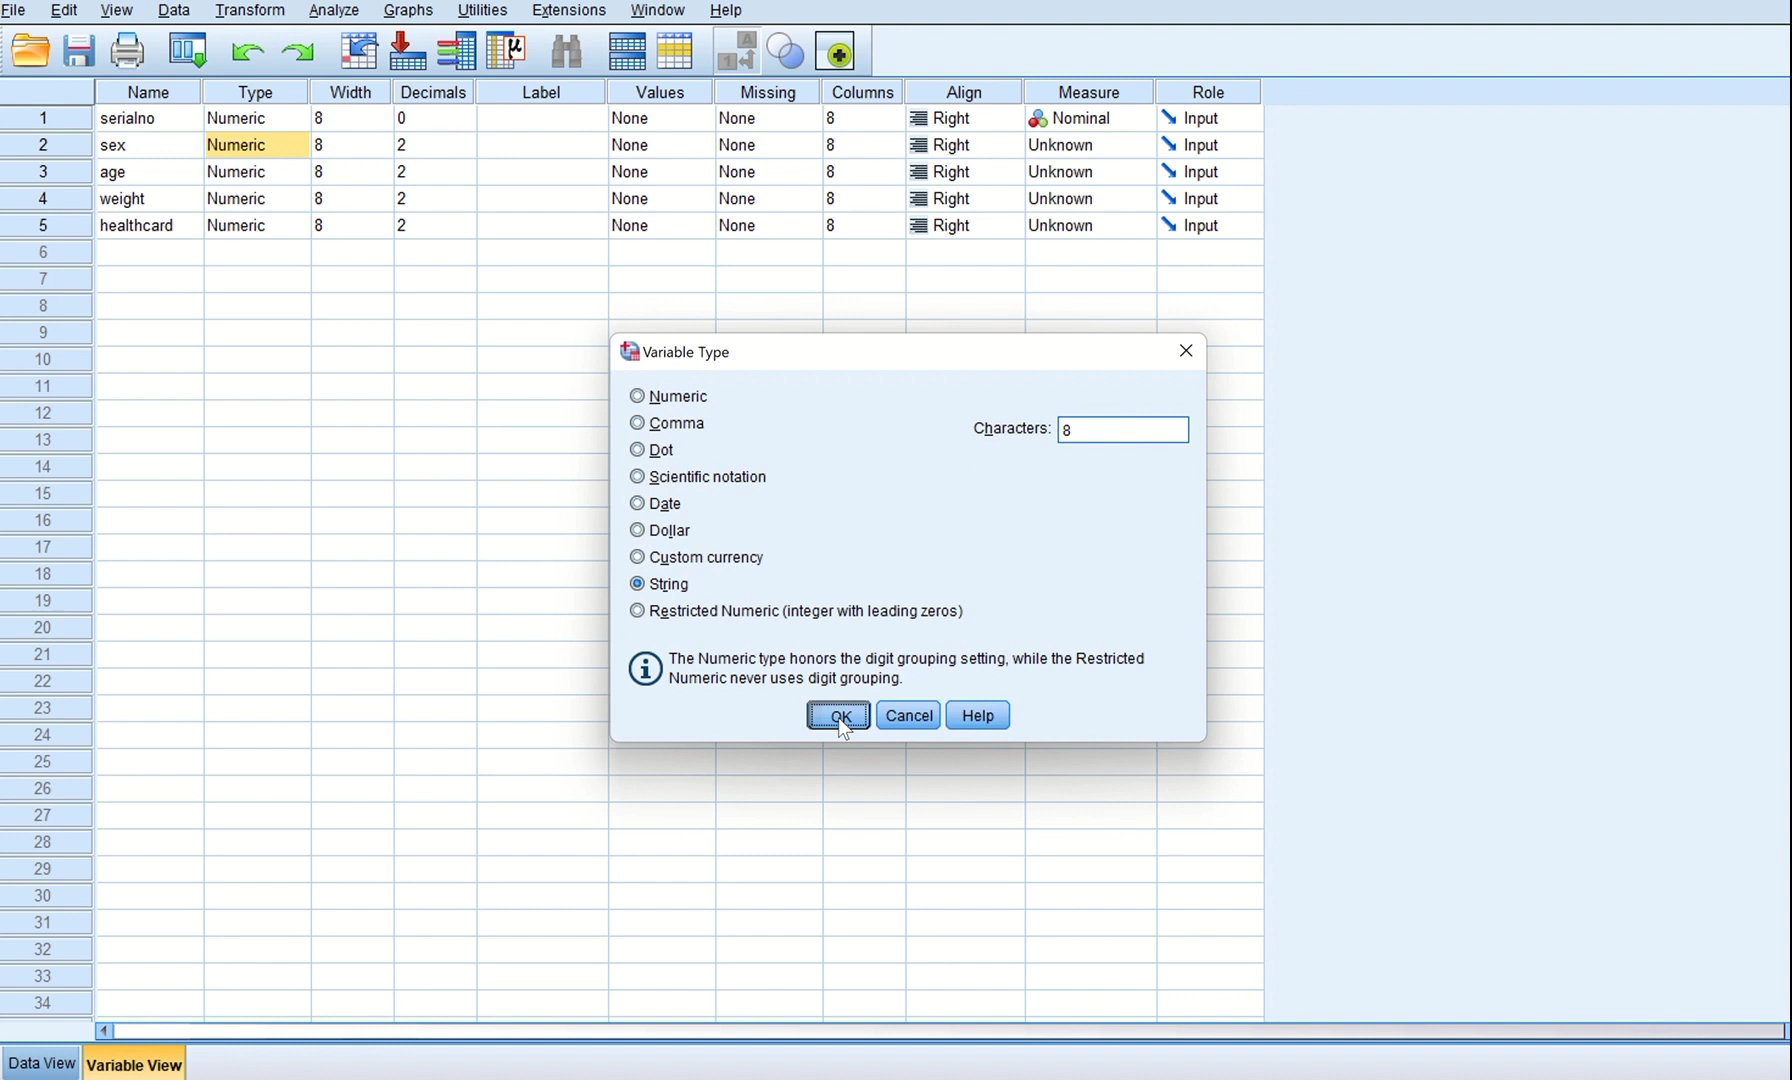 File Edit View Data Transform Analyze Graphs Utilities Extensions Window Help
Name Type Width Decimals Label Values Missing Columns Align Measure Role
1 serialno Numeric 8 0 None None 8 Right Nominal Input
2 sex Numeric 8 2 None None 8 Right Unknown Input
3 age Numeric 8 2 None None 8 Right Unknown Input
4 weight Numeric 8 2 None None 8 Right Unknown Input
5 healthcard Numeric 8 2 None None 8 Right Unknown Input
6
7
8
9
10
11
12
13
14
15
16
17
18
19
20
21
22
23
24
25
26
27
28
29
30
31
32
33
34
Variable Type
Numeric
Comma
Characters: 8
Dot
Scientific notation
Date
Dollar
Custom currency
String
Restricted Numeric (integer with leading zeros)
The Numeric type honors the digit grouping setting, while the Restricted
Numeric never uses digit grouping.
OK Cancel Help
Data View Variable View